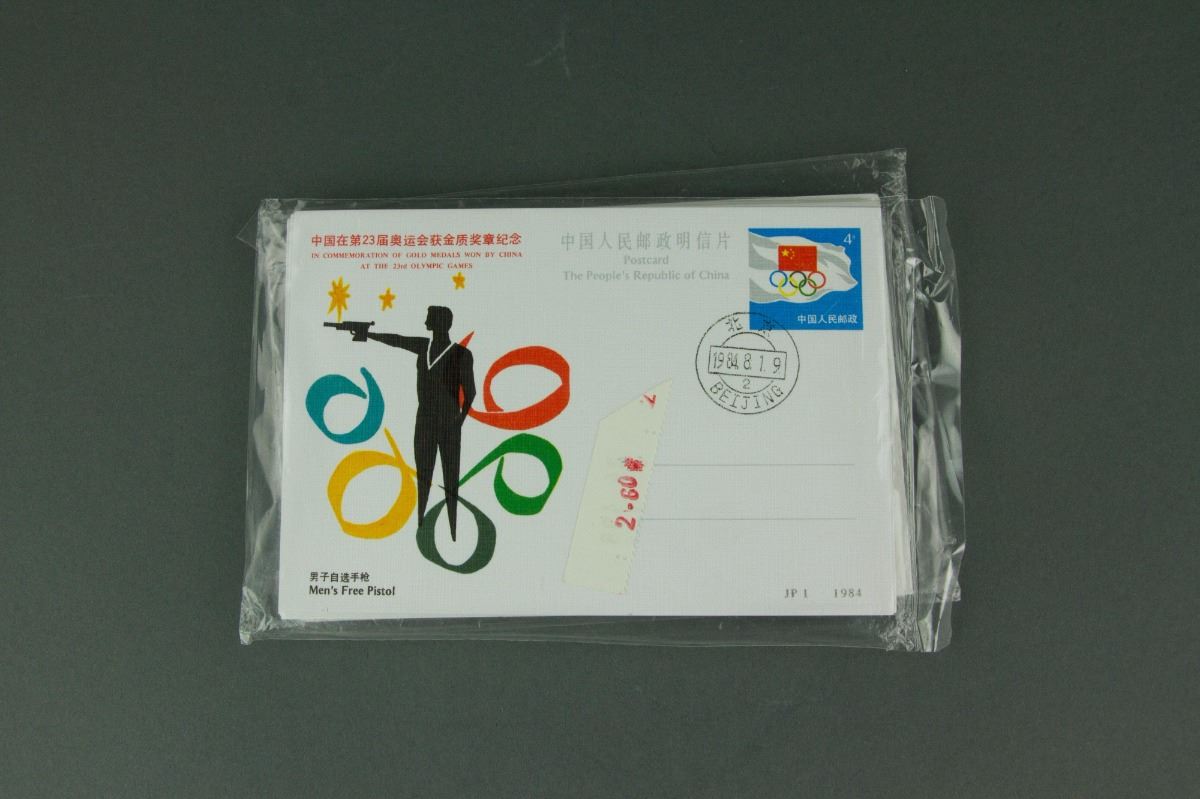 中国在第23届奥运会获金质奖章纪念
IN COMMEMORATION OF GOLD MEDALS WON BY CHINA
AT THE 23rd OLYMPIC GAMES
中国人民邮政明信片
Postcard
The People's Republic of China
4
中国人民邮政
北京
1984.8.1.9
2
BEIJING
2.60
男子自选手枪
Men's Free Pistol
JP 1 1984